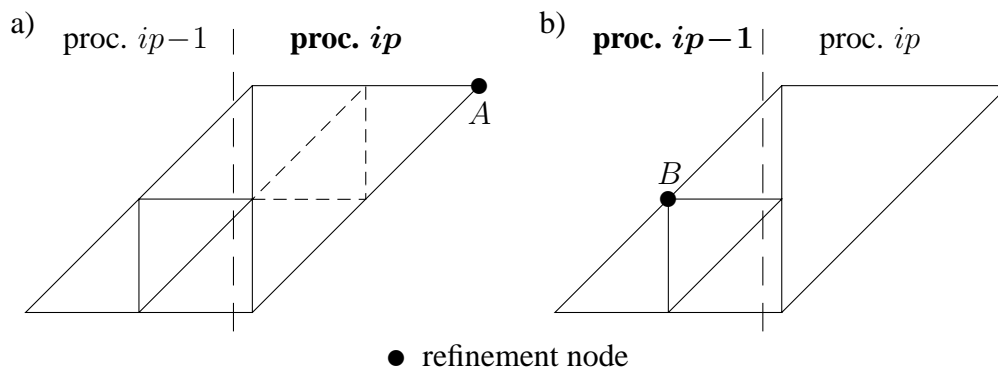 a)
proc. ip−1
proc. ip
A
b)
proc. ip−1
proc. ip
B
● refinement node